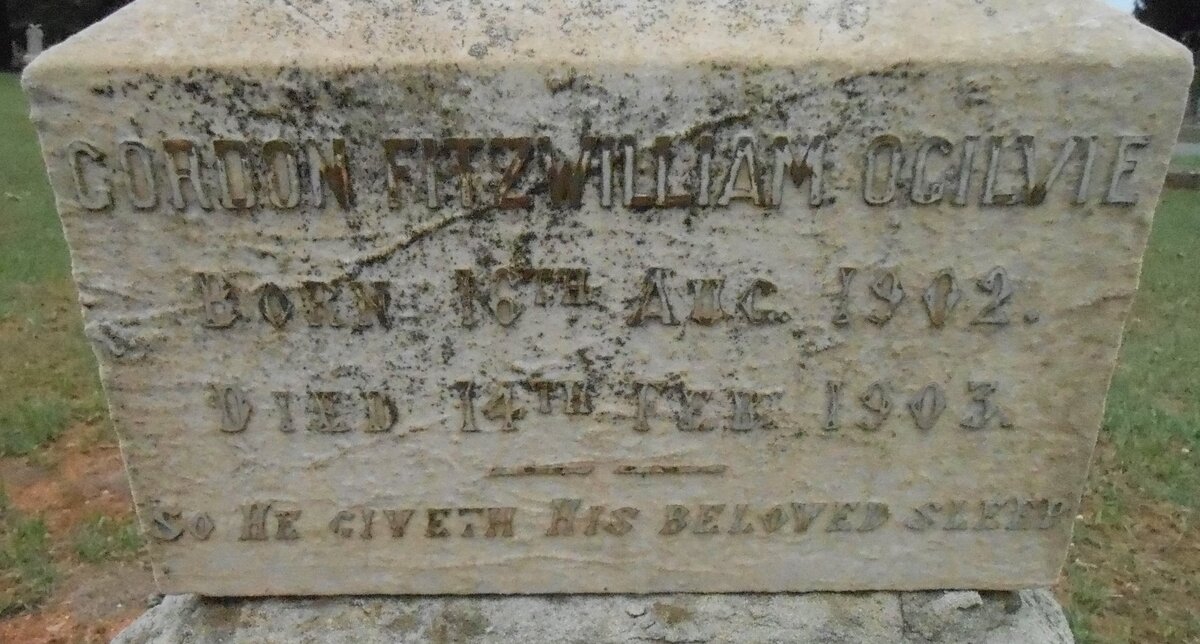 GORDON FITZWILLIAM OGILVIE
BORN 16TH AUG. 1902.
DIED 14TH FEB. 1903.
SO HE GIVETH HIS BELOVED SLEEP